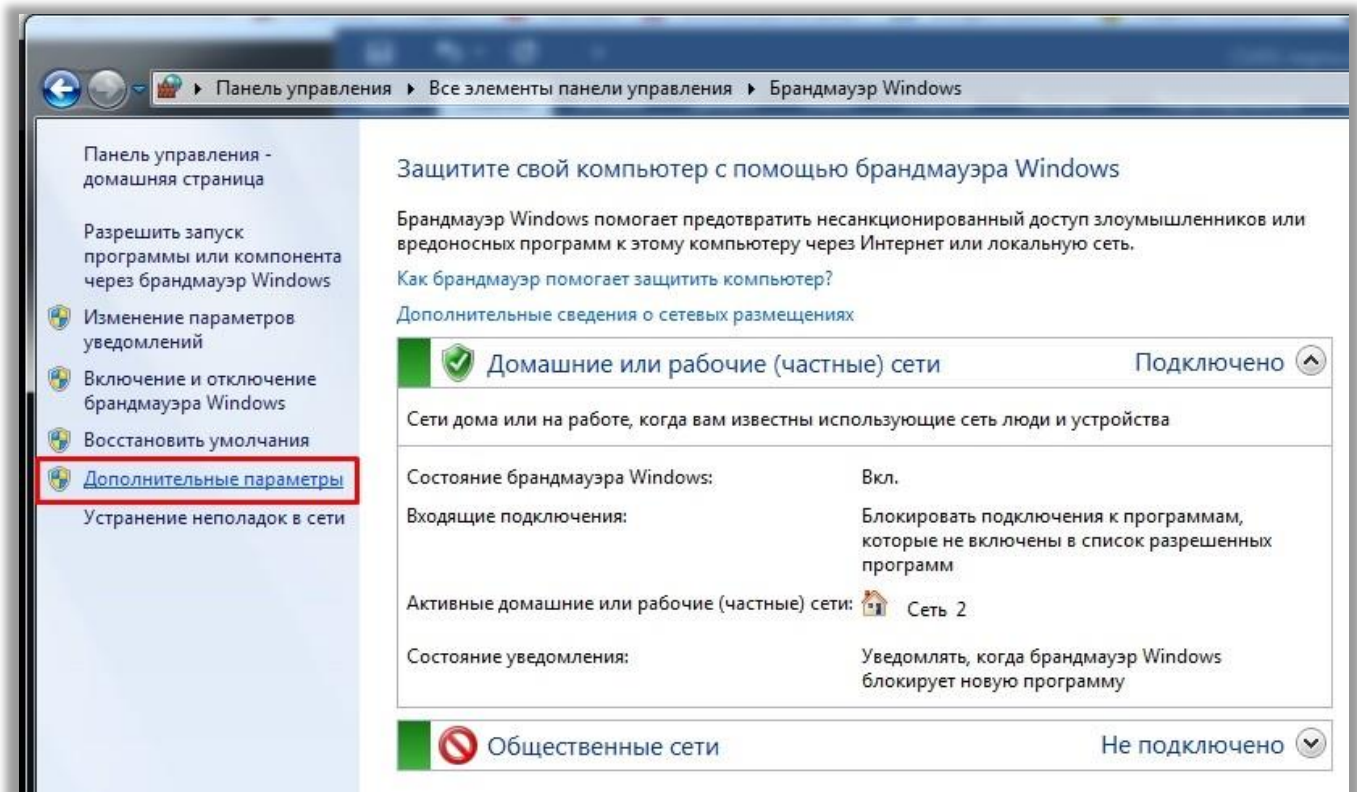 Панель управления ▸ Все элементы панели управления ▸ Брандмауэр Windows
Панель управления -
домашняя страница
Разрешить запуск
программы или компонента
через брандмауэр Windows
Изменение параметров
уведомлений
Включение и отключение
брандмауэра Windows
Восстановить умолчания
Дополнительные параметры
Устранение неполадок в сети
Защитите свой компьютер с помощью брандмауэра Windows
Брандмауэр Windows помогает предотвратить несанкционированный доступ злоумышленников или
вредоносных программ к этому компьютеру через Интернет или локальную сеть.
Как брандмауэр помогает защитить компьютер?
Дополнительные сведения о сетевых размещениях
Домашние или рабочие (частные) сети Подключено
Сети дома или на работе, когда вам известны использующие сеть люди и устройства
Состояние брандмауэра Windows: Вкл.
Входящие подключения: Блокировать подключения к программам,
которые не включены в список разрешенных
программ
Активные домашние или рабочие (частные) сети: Сеть 2
Состояние уведомления: Уведомлять, когда брандмауэр Windows
блокирует новую программу
Общественные сети Не подключено